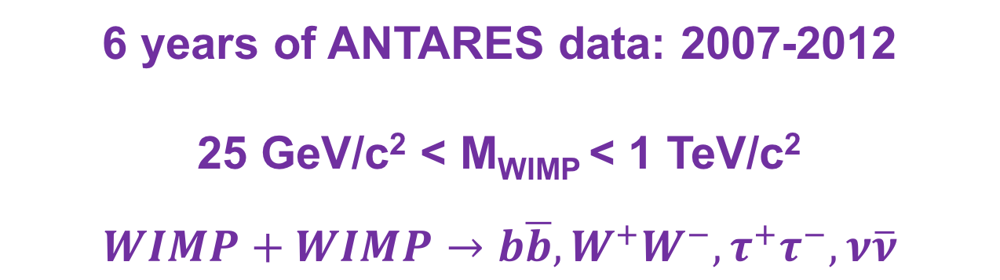 6 years of ANTARES data: 2007-2012
25 GeV/c² < M_WIMP < 1 TeV/c²
WIMP + WIMP → bb̅, W⁺W⁻, τ⁺τ⁻, νν̅